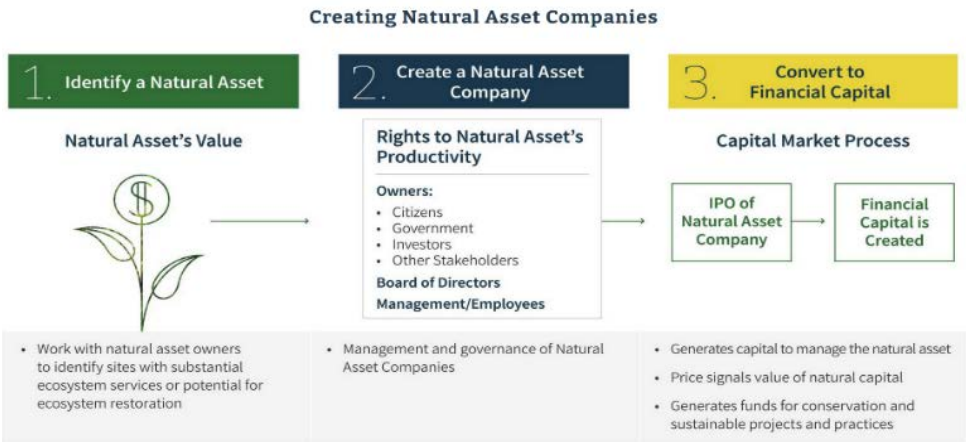 Creating Natural Asset Companies
1. Identify a Natural Asset
Natural Asset's Value
$
• Work with natural asset owners
to identify sites with substantial
ecosystem services or potential for
ecosystem restoration
2. Create a Natural Asset
Company
Rights to Natural Asset's
Productivity
Owners:
• Citizens
• Government
• Investors
• Other Stakeholders
Board of Directors
Management/Employees
• Management and governance of Natural
Asset Companies
3. Convert to
Financial Capital
Capital Market Process
IPO of
Natural Asset
Company
Financial
Capital is
Created
• Generates capital to manage the natural asset
• Price signals value of natural capital
• Generates funds for conservation and
sustainable projects and practices